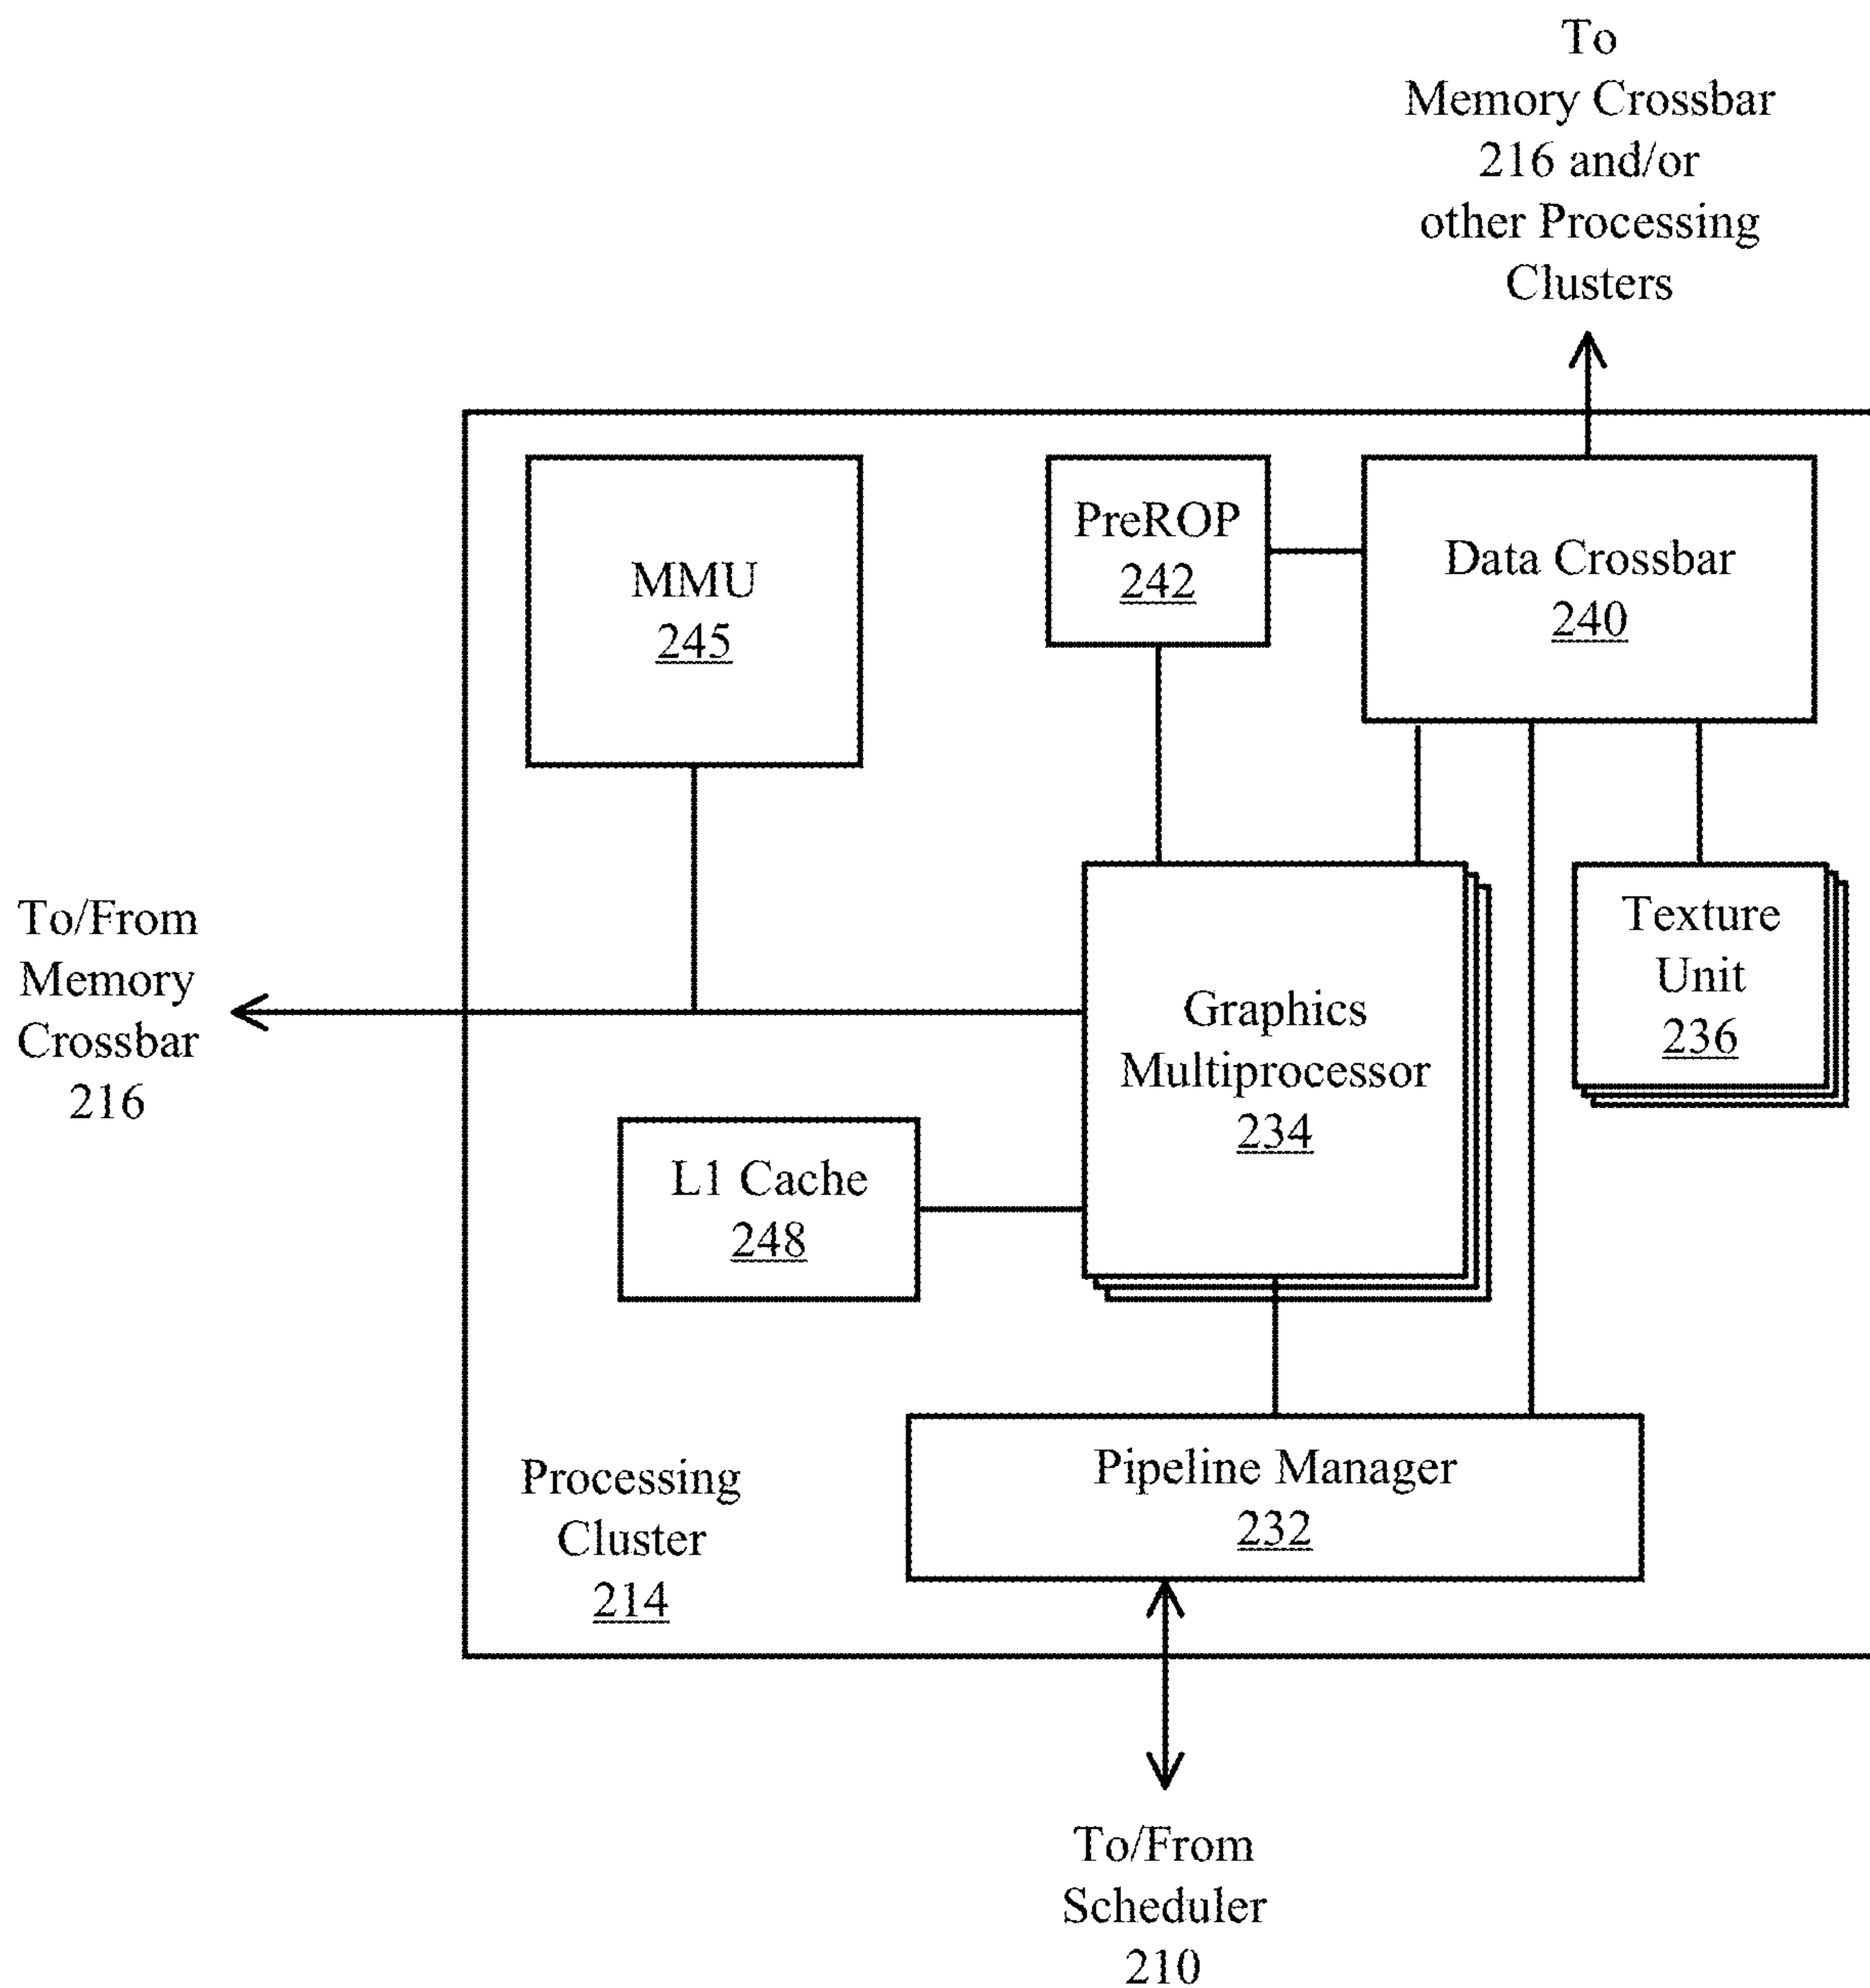 To
Memory Crossbar
216 and/or
other Processing
Clusters
MMU
245
PreROP
242
Data Crossbar
240
To/From
Memory
Crossbar
216
Graphics
Multiprocessor
234
Texture
Unit
236
L1 Cache
248
Processing
Cluster
214
Pipeline Manager
232
To/From
Scheduler
210